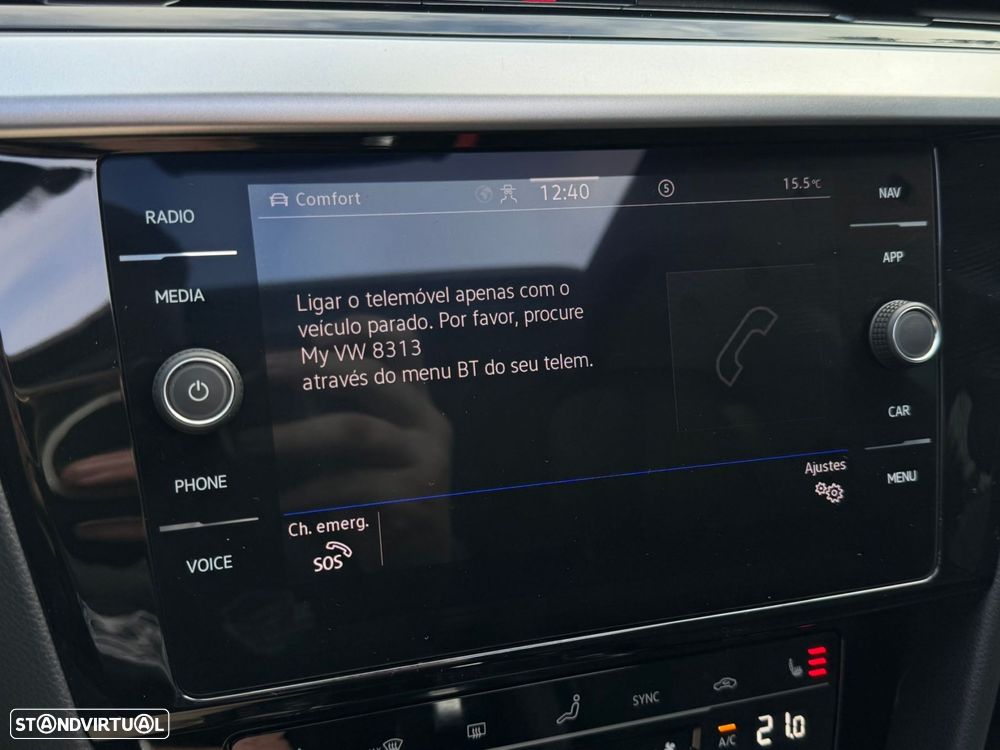 RADIO
MEDIA
PHONE
VOICE
Comfort
12:40
5
15.5°C
Ligar o telemóvel apenas com o
veículo parado. Por favor, procure
My VW 8313
através do menu BT do seu telem.
Ajustes
Ch. emerg.
SOS
NAV
APP
CAR
MENU
SYNC
A/C
21.0
STANDVIRTUAL